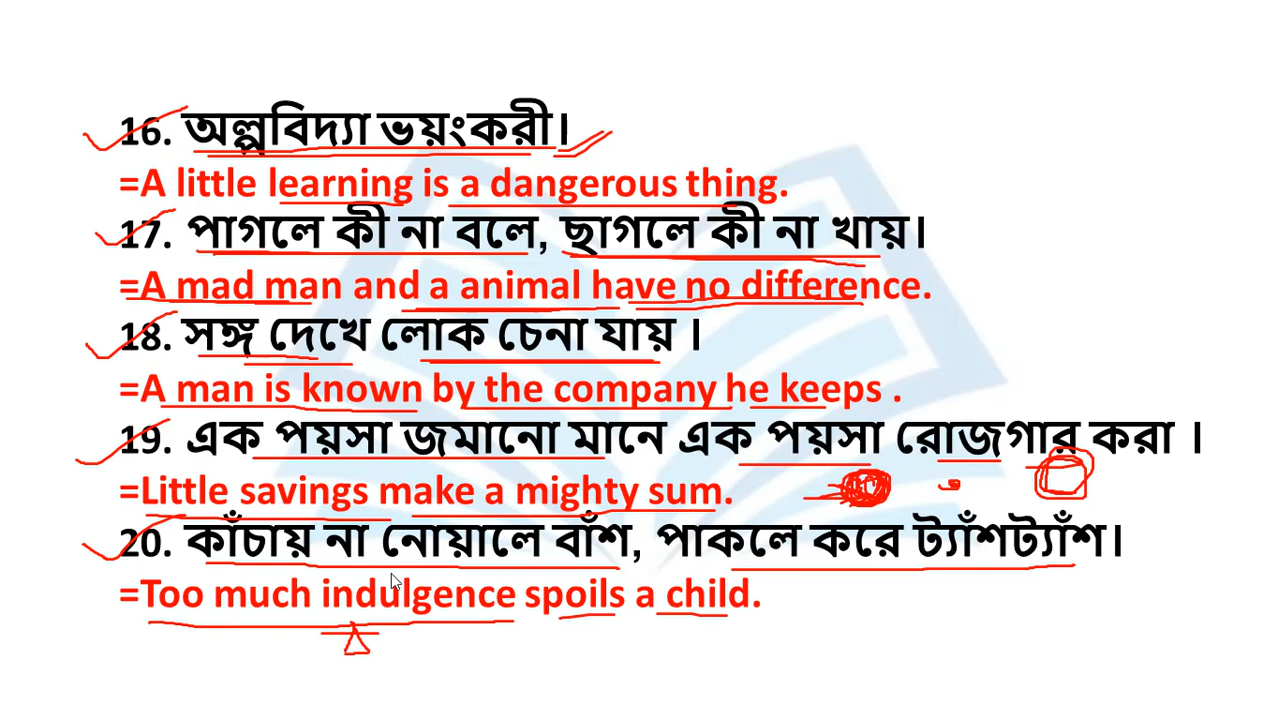 16. অল্পবিদ্যা ভয়ংকরী।
=A little learning is a dangerous thing.
17. পাগলে কী না বলে, ছাগলে কী না খায়।
=A mad man and a animal have no difference.
18. সঙ্গ দেখে লোক চেনা যায় ।
=A man is known by the company he keeps .
19. এক পয়সা জমানো মানে এক পয়সা রোজগার করা ।
=Little savings make a mighty sum.
20. কাঁচায় না নোয়ালে বাঁশ, পাকলে করে ট্যাঁশট্যাঁশ।
=Too much indulgence spoils a child.